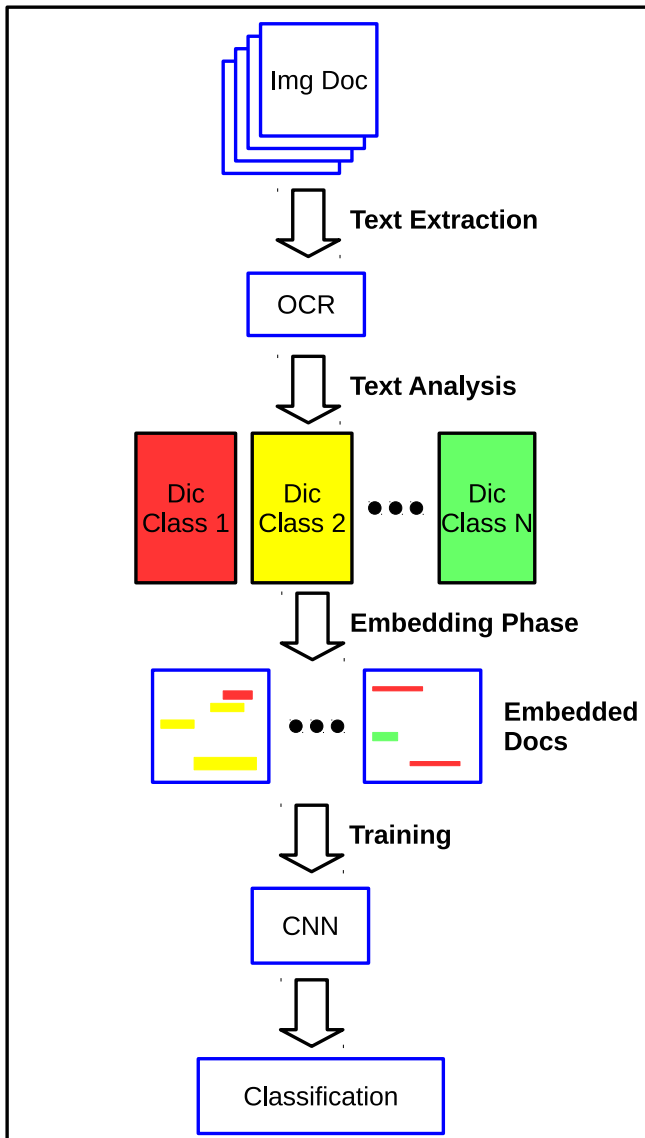 Img Doc
Text Extraction
OCR
Text Analysis
Dic
Class 1
Dic
Class 2
Dic
Class N
Embedding Phase
Embedded
Docs
Training
CNN
Classification